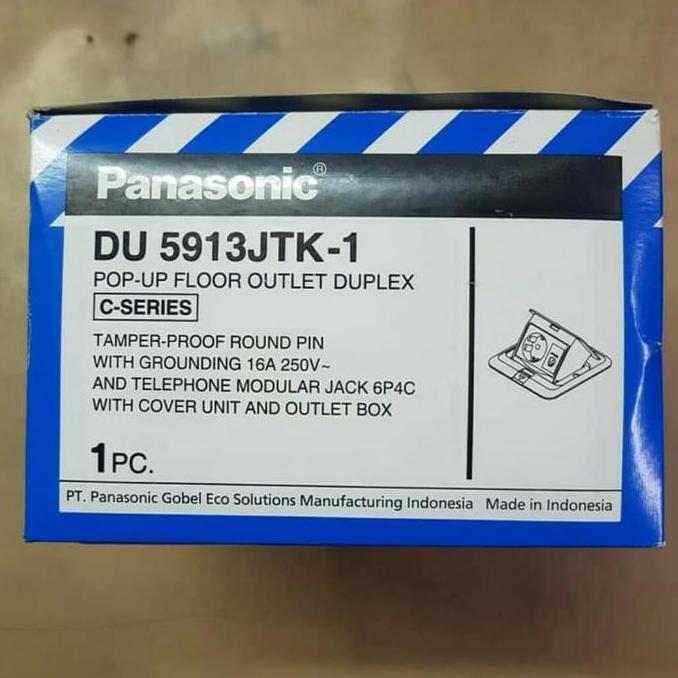 Panasonic®
DU 5913JTK-1
POP-UP FLOOR OUTLET DUPLEX
C-SERIES
TAMPER-PROOF ROUND PIN
WITH GROUNDING 16A 250V~
AND TELEPHONE MODULAR JACK 6P4C
WITH COVER UNIT AND OUTLET BOX
1 PC.
PT. Panasonic Gobel Eco Solutions Manufacturing Indonesia Made in Indonesia